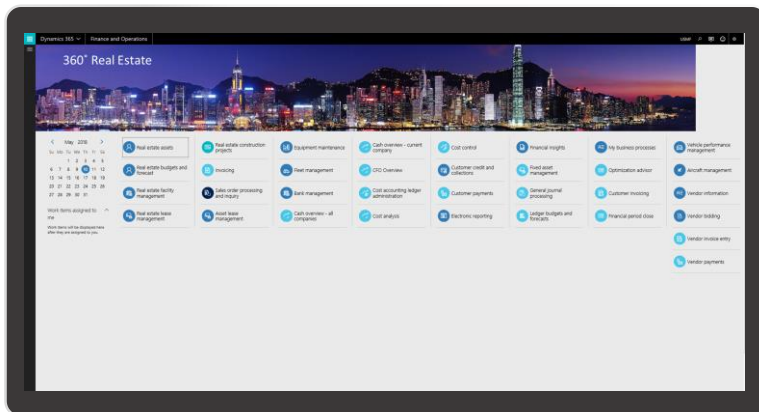 Dynamics 365
Finance and Operations
USMF
360° Real Estate
May 2018
Su Mo Tu We Th Fr Sa
1 2 3 4 5
6 7 8 9 10 11 12
13 14 15 16 17 18 19
20 21 22 23 24 25 26
27 28 29 30 31
Work items assigned to
me
Work items will be displayed here
after they are assigned to you.
Real estate assets
Real estate budgets and
forecast
Real estate facility
management
Real estate lease
management
Real estate construction
projects
Invoicing
Sales order processing
and inquiry
Asset lease
management
Equipment maintenance
Fleet management
Bank management
Cash overview - all
companies
Cash overview - current
company
CFO Overview
Cost accounting ledger
administration
Cost analysis
Cost control
Customer credit and
collections
Customer payments
Electronic reporting
Financial insights
Fixed asset
management
General journal
processing
Ledger budgets and
forecasts
My business processes
Optimization advisor
Customer invoicing
Financial period close
Vehicle performance
management
Aircraft management
Vendor information
Vendor bidding
Vendor invoice entry
Vendor payments